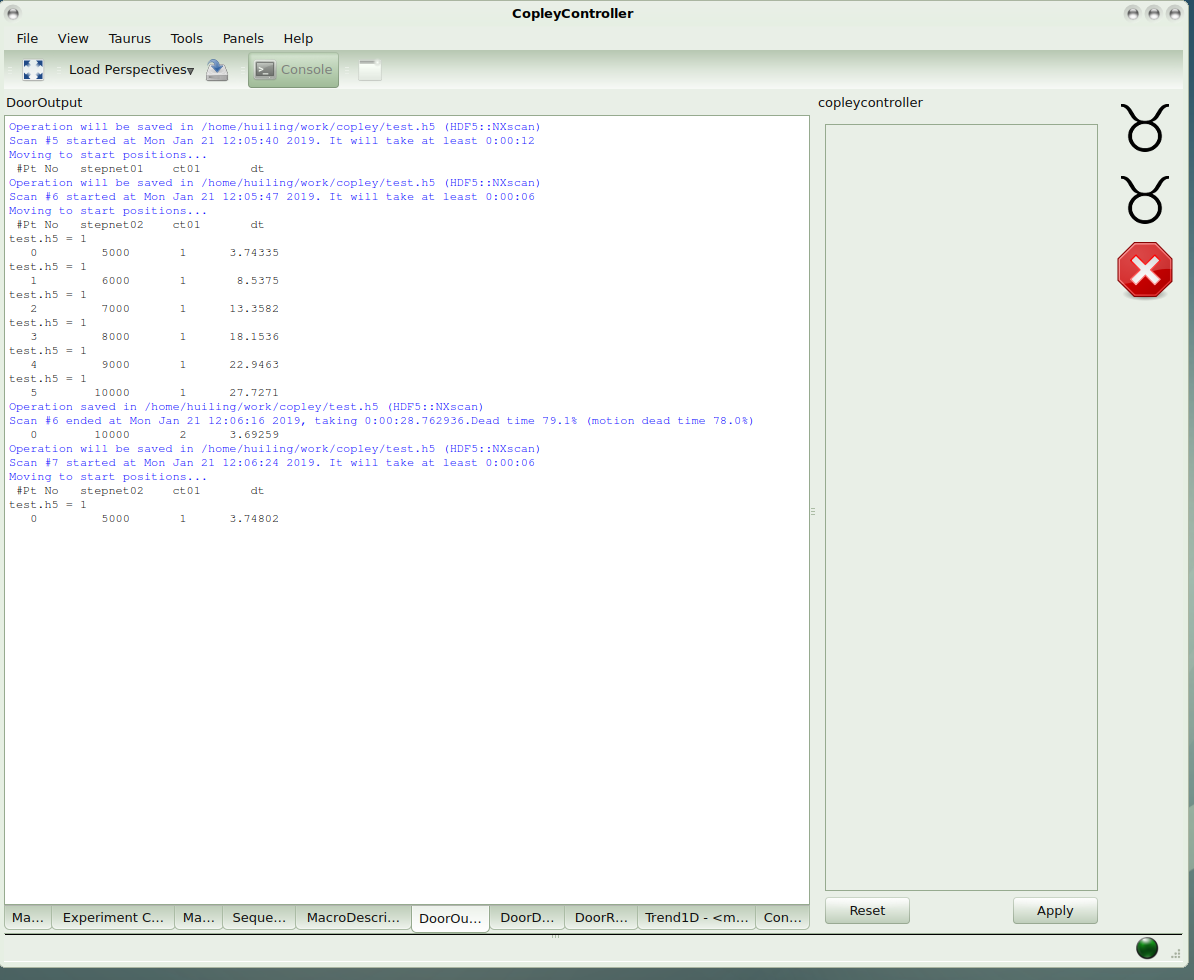 CopleyController
File View Taurus Tools Panels Help
Load Perspectives Console
DoorOutput
Operation will be saved in /home/huiling/work/copley/test.h5 (HDF5::NXscan)
Scan #5 started at Mon Jan 21 12:05:40 2019. It will take at least 0:00:12
Moving to start positions...
#Pt No stepnet01 ct01 dt
Operation will be saved in /home/huiling/work/copley/test.h5 (HDF5::NXscan)
Scan #6 started at Mon Jan 21 12:05:47 2019. It will take at least 0:00:06
Moving to start positions...
#Pt No stepnet02 ct01 dt
test.h5 = 1
0 5000 1 3.74335
test.h5 = 1
1 6000 1 8.5375
test.h5 = 1
2 7000 1 13.3582
test.h5 = 1
3 8000 1 18.1536
test.h5 = 1
4 9000 1 22.9463
test.h5 = 1
5 10000 1 27.7271
Operation saved in /home/huiling/work/copley/test.h5 (HDF5::NXscan)
Scan #6 ended at Mon Jan 21 12:06:16 2019, taking 0:00:28.762936.Dead time 79.1% (motion dead time 78.0%)
0 10000 2 3.69259
Operation will be saved in /home/huiling/work/copley/test.h5 (HDF5::NXscan)
Scan #7 started at Mon Jan 21 12:06:24 2019. It will take at least 0:00:06
Moving to start positions...
#Pt No stepnet02 ct01 dt
test.h5 = 1
0 5000 1 3.74802
copleycontroller
Reset Apply
Ma... Experiment C... Ma... Seque... MacroDescri... DoorOu... DoorD... DoorR... Trend1D - <m... Con...